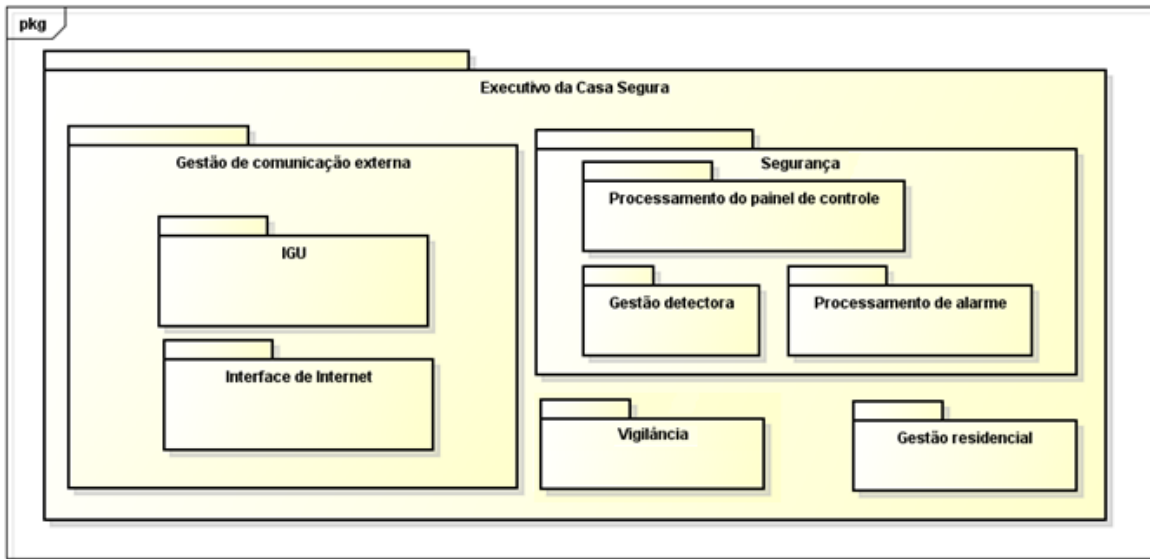 pkg
Executivo da Casa Segura
Gestão de comunicação externa
IGU
Interface de Internet
Segurança
Processamento do painel de controle
Gestão detectora
Processamento de alarme
Vigilância
Gestão residencial